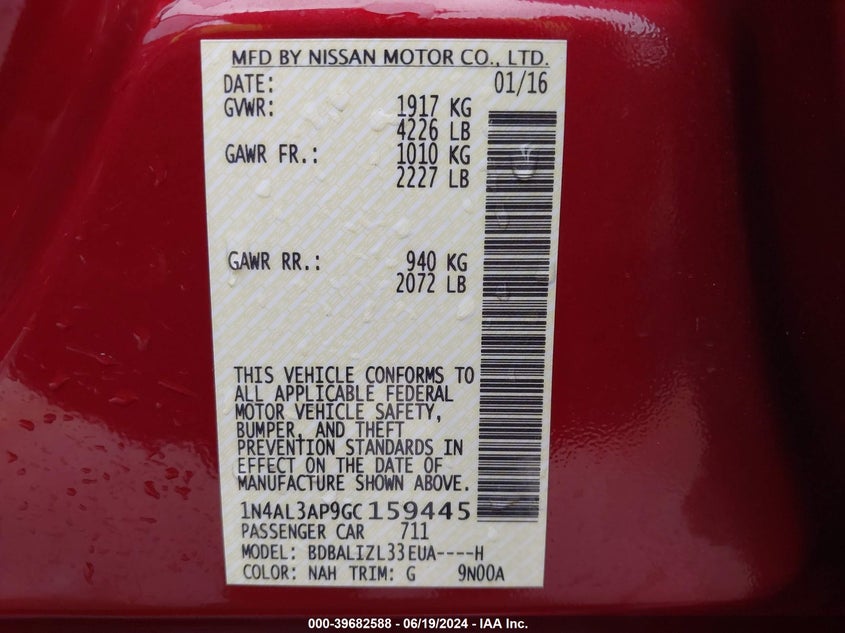 MFD BY NISSAN MOTOR CO., LTD.
DATE: 01/16
GVWR: 1917 KG
4226 LB
GAWR FR.: 1010 KG
2227 LB
GAWR RR.: 940 KG
2072 LB
THIS VEHICLE CONFORMS TO
ALL APPLICABLE FEDERAL
MOTOR VEHICLE SAFETY,
BUMPER, AND THEFT
PREVENTION STANDARDS IN
EFFECT ON THE DATE OF
MANUFACTURE SHOWN ABOVE.
1N4AL3AP9GC159445
PASSENGER CAR 711
MODEL: BDBALIZL33EUA----H
COLOR: NAH TRIM: G 9N00A
000-39682588 - 06/19/2024 - IAA Inc.